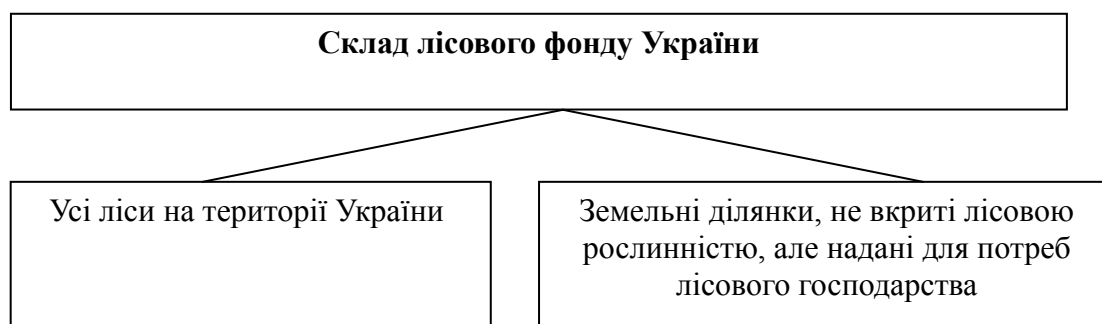 Склад лісового фонду України
Усі ліси на території України
Земельні ділянки, не вкриті лісовою
рослинністю, але надані для потреб
лісового господарства